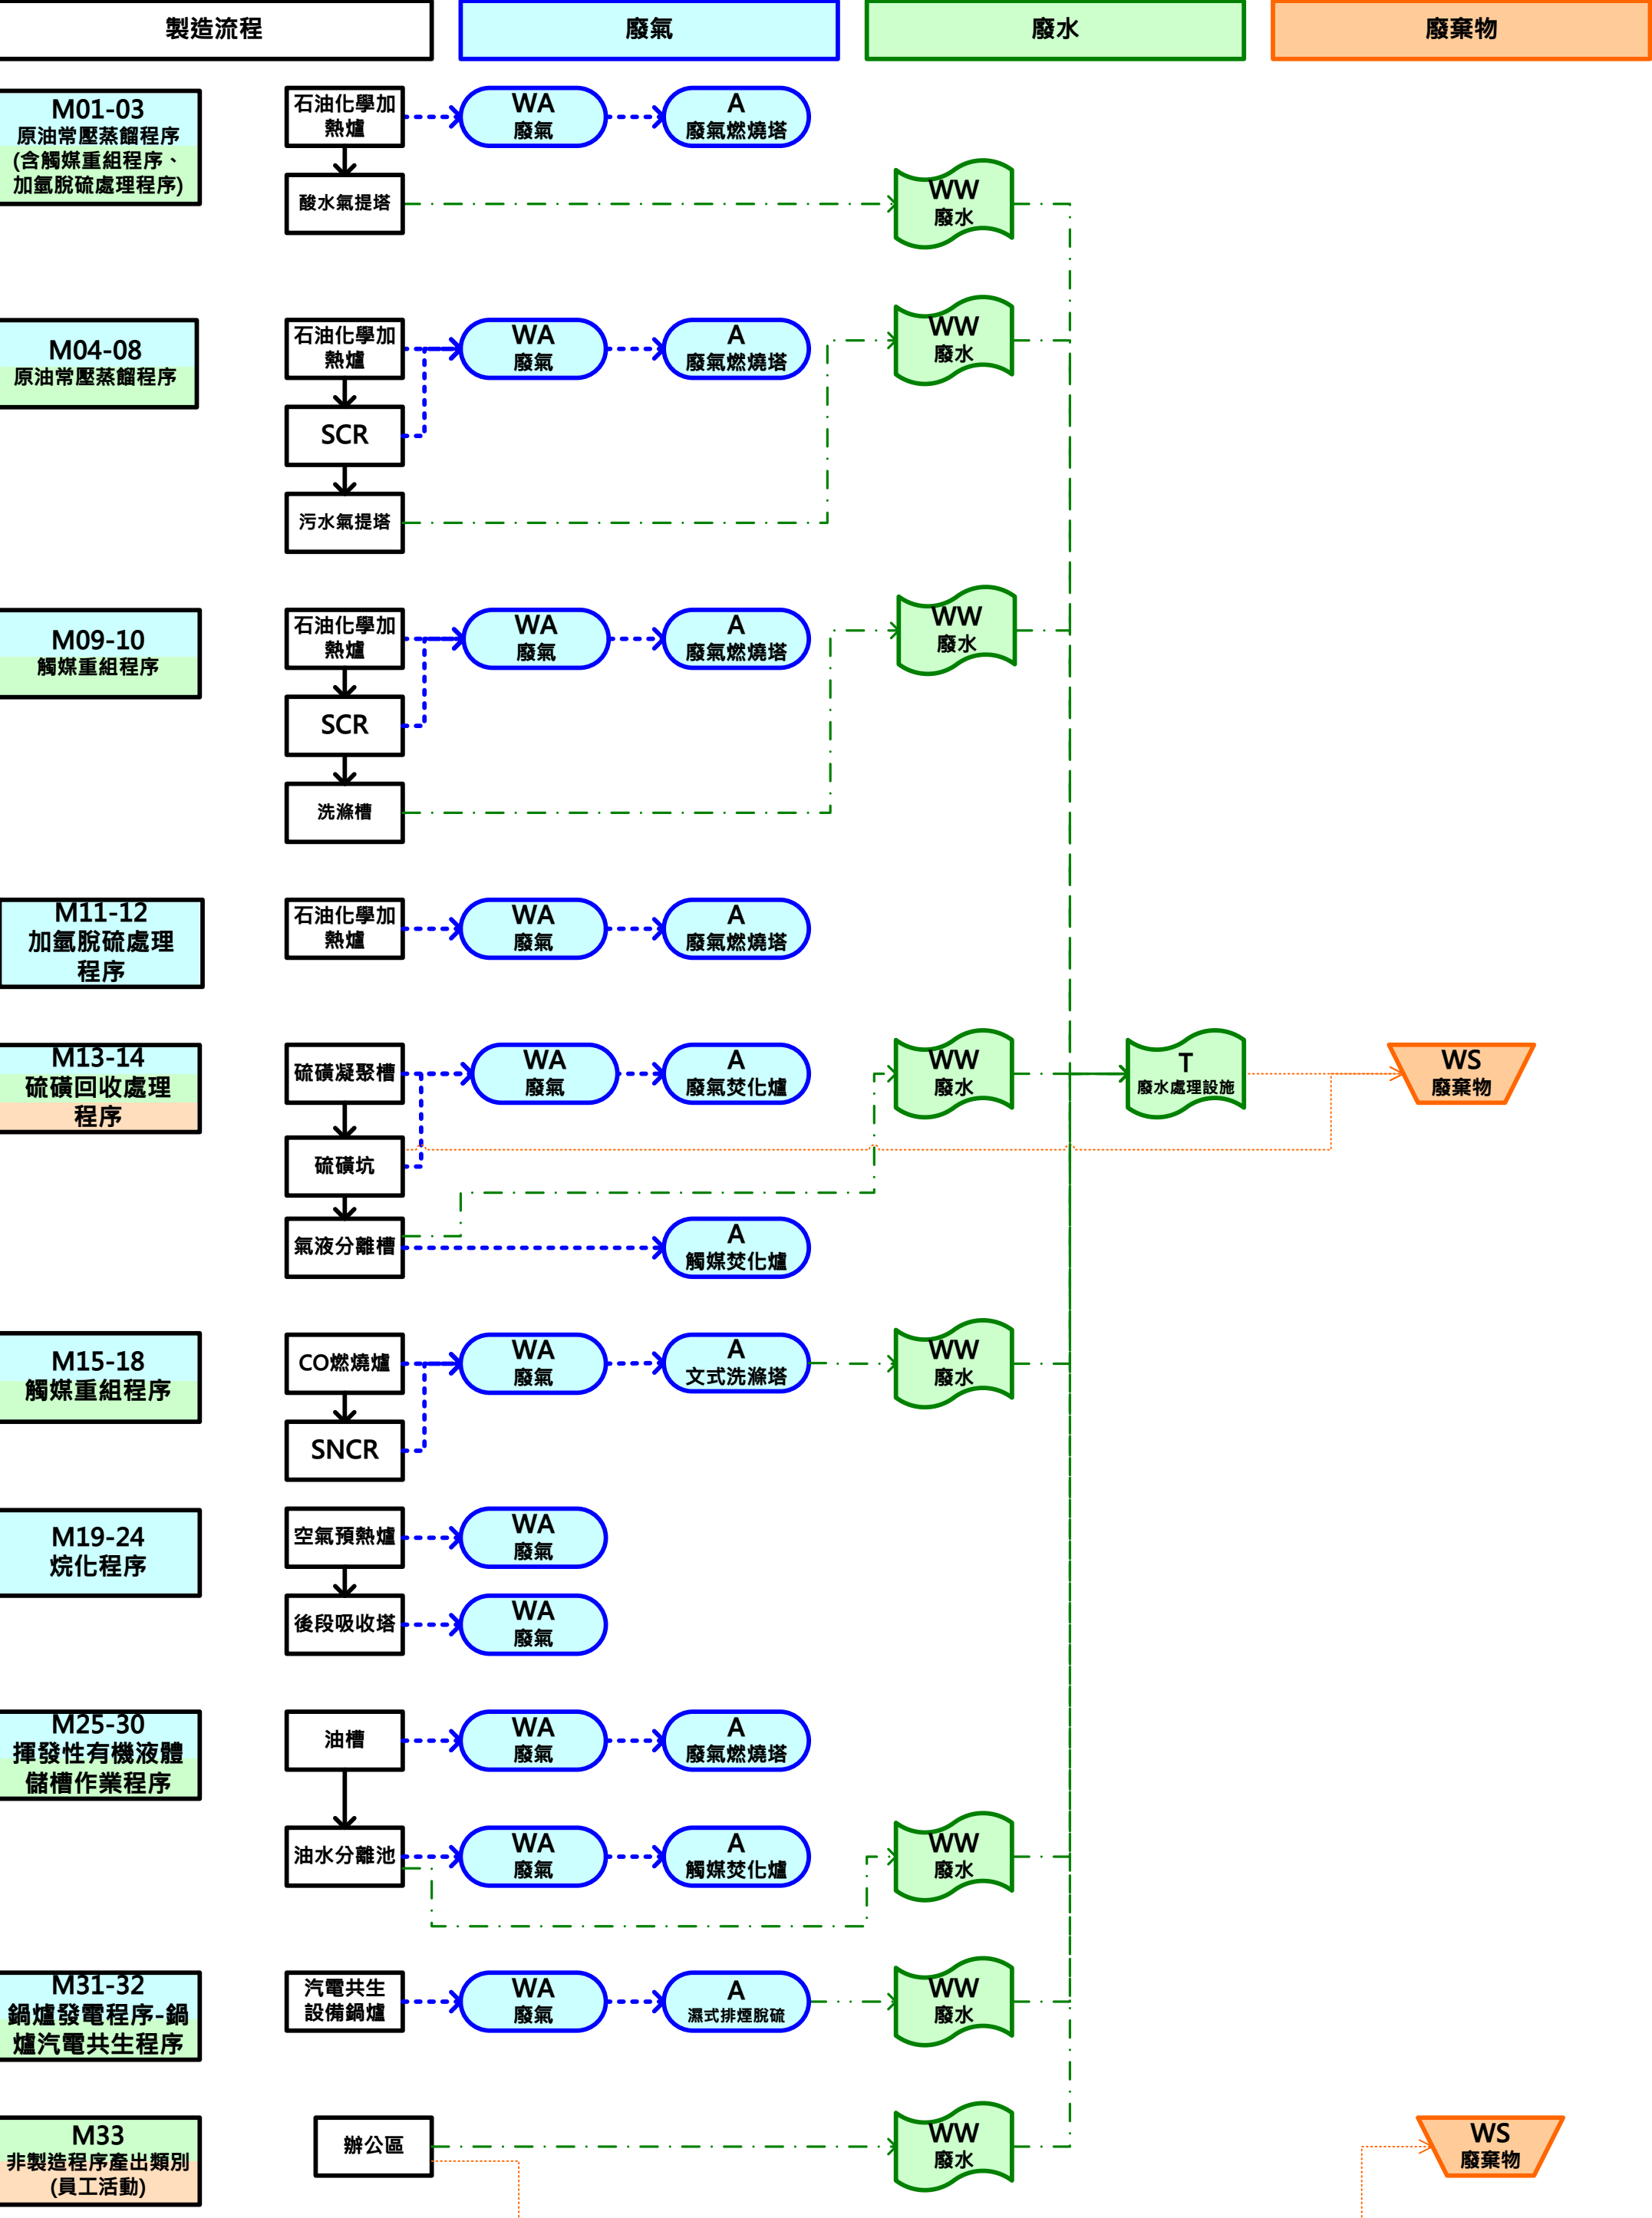 製造流程
廢氣
廢水
廢棄物
M01-03
原油常壓蒸餾程序
(含觸媒重組程序、
加氫脫硫處理程序)
石油化學加
熱爐
WA
廢氣
A
廢氣燃燒塔
酸水氣提塔
WW
廢水
M04-08
原油常壓蒸餾程序
石油化學加
熱爐
WA
廢氣
A
廢氣燃燒塔
WW
廢水
SCR
污水氣提塔
M09-10
觸媒重組程序
石油化學加
熱爐
WA
廢氣
A
廢氣燃燒塔
WW
廢水
SCR
洗滌槽
M11-12
加氫脫硫處理
程序
石油化學加
熱爐
WA
廢氣
A
廢氣燃燒塔
M13-14
硫磺回收處理
程序
硫磺凝聚槽
WA
廢氣
A
廢氣焚化爐
WW
廢水
T
廢水處理設施
WS
廢棄物
硫磺坑
氣液分離槽
A
觸媒焚化爐
M15-18
觸媒重組程序
CO燃燒爐
WA
廢氣
A
文式洗滌塔
WW
廢水
SNCR
M19-24
烷化程序
空氣預熱爐
WA
廢氣
後段吸收塔
WA
廢氣
M25-30
揮發性有機液體
儲槽作業程序
油槽
WA
廢氣
A
廢氣燃燒塔
油水分離池
WA
廢氣
A
觸媒焚化爐
WW
廢水
M31-32
鍋爐發電程序-鍋
爐汽電共生程序
汽電共生
設備鍋爐
WA
廢氣
A
濕式排煙脫硫
WW
廢水
M33
非製造程序產出類別
(員工活動)
辦公區
WW
廢水
WS
廢棄物